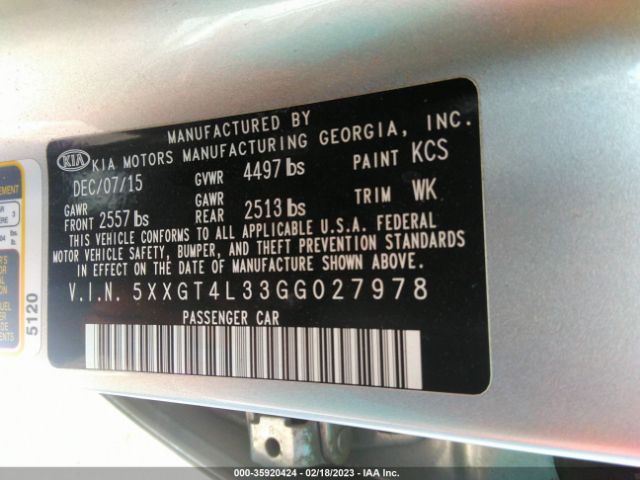 MANUFACTURED BY
KIA KIA MOTORS MANUFACTURING GEORGIA, INC.
DEC/07/15 GVWR 4497 lbs PAINT KCS
GAWR FRONT 2557 lbs GAWR REAR 2513 lbs TRIM WK
THIS VEHICLE CONFORMS TO ALL APPLICABLE U.S.A. FEDERAL
MOTOR VEHICLE SAFETY, BUMPER, AND THEFT PREVENTION STANDARDS
IN EFFECT ON THE DATE OF MANUFACTURE SHOWN ABOVE.
V.I.N. 5XXGT4L33GG027978
PASSENGER CAR
5120
000-35920424 - 02/18/2023 - IAA Inc.